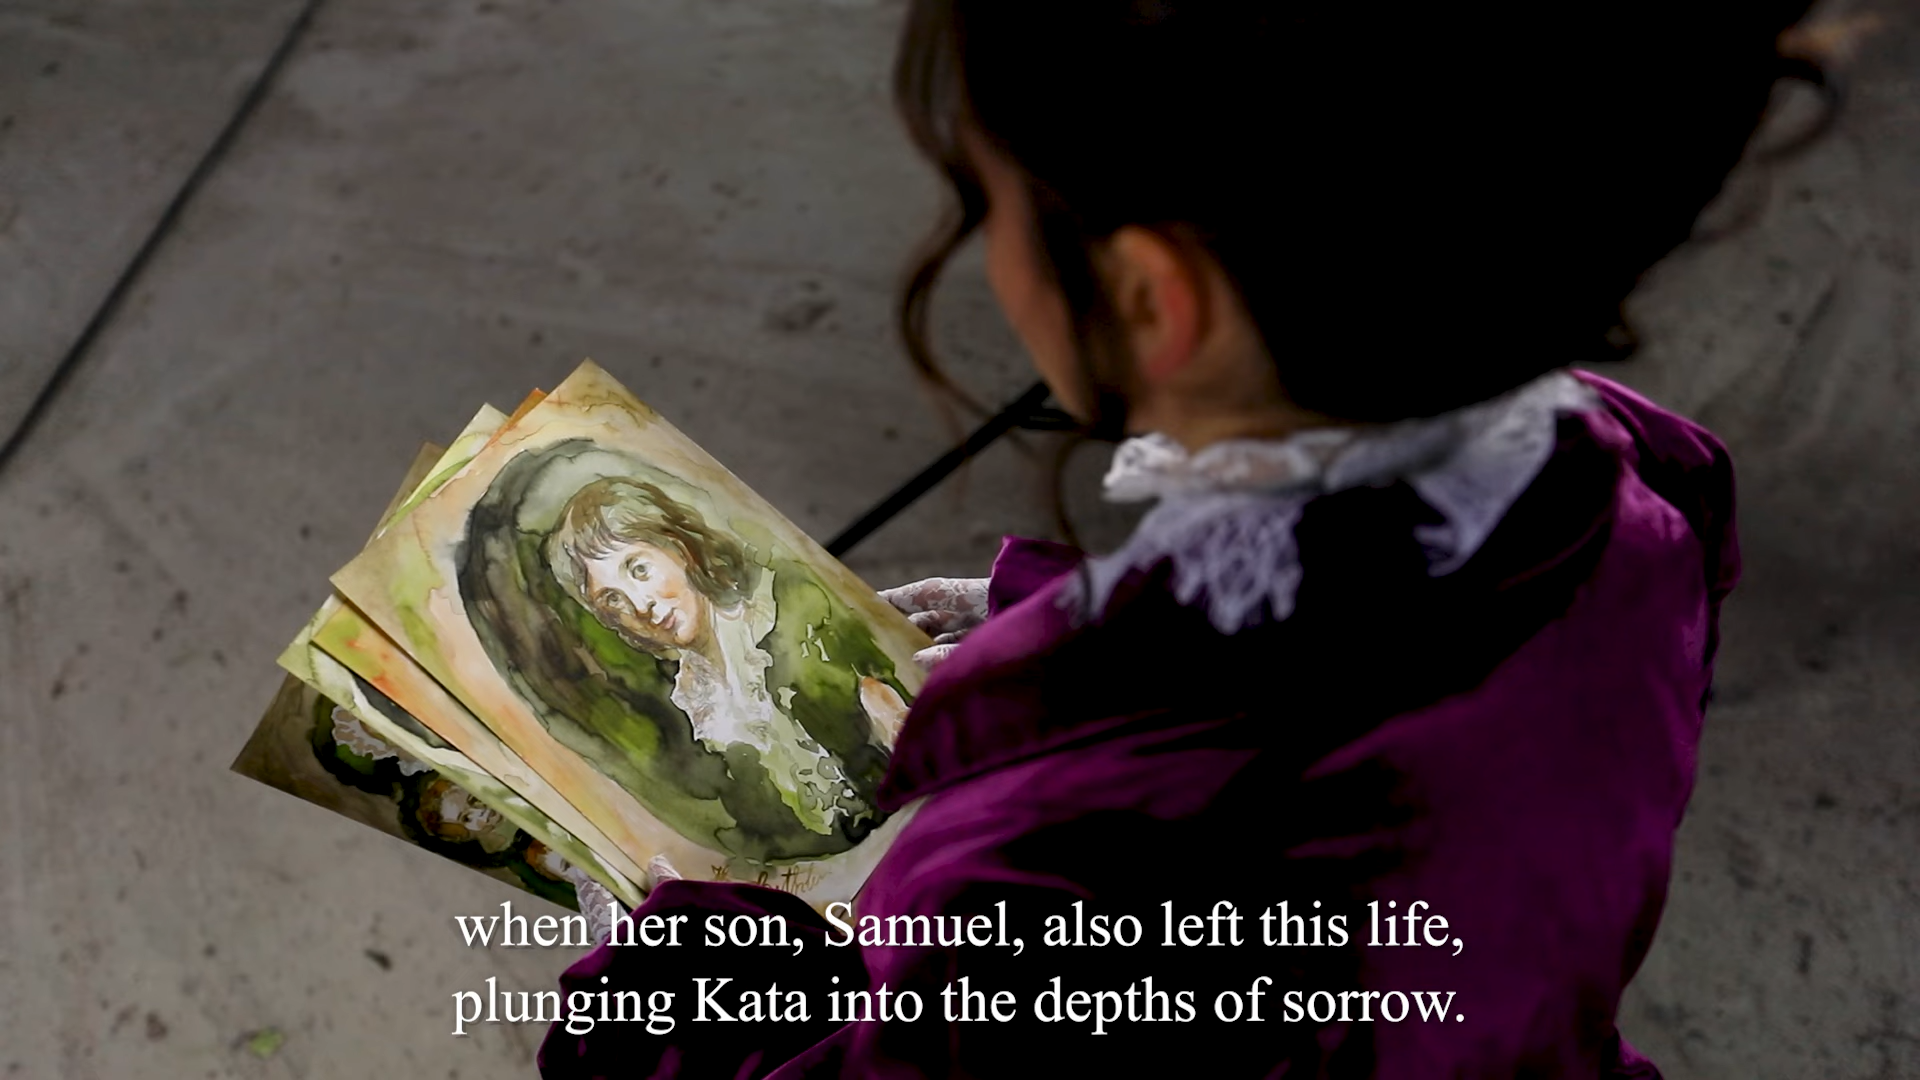 when her son, Samuel, also left this life,
plunging Kata into the depths of sorrow.